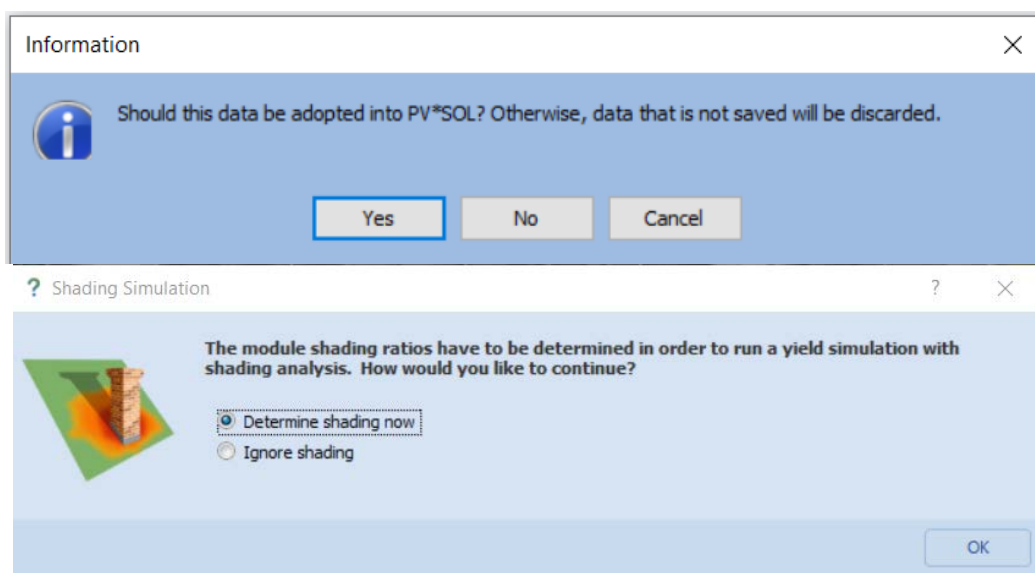 Information
Should this data be adopted into PV*SOL? Otherwise, data that is not saved will be discarded.
Yes No Cancel
? Shading Simulation ?
The module shading ratios have to be determined in order to run a yield simulation with
shading analysis. How would you like to continue?
Determine shading now
Ignore shading
OK